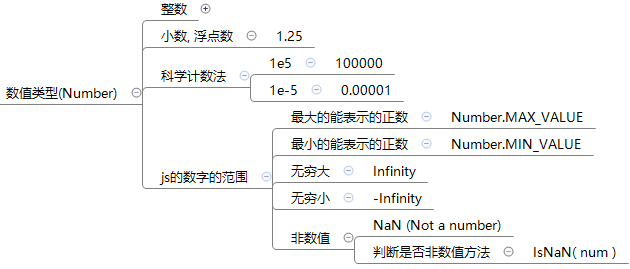 整数
小数, 浮点数
1.25
数值类型(Number)
科学计数法
1e5
100000
1e-5
0.00001
js的数字的范围
最大的能表示的正数
Number.MAX_VALUE
最小的能表示的正数
Number.MIN_VALUE
无穷大
Infinity
无穷小
-Infinity
非数值
NaN (Not a number)
判断是否非数值方法
IsNaN( num )